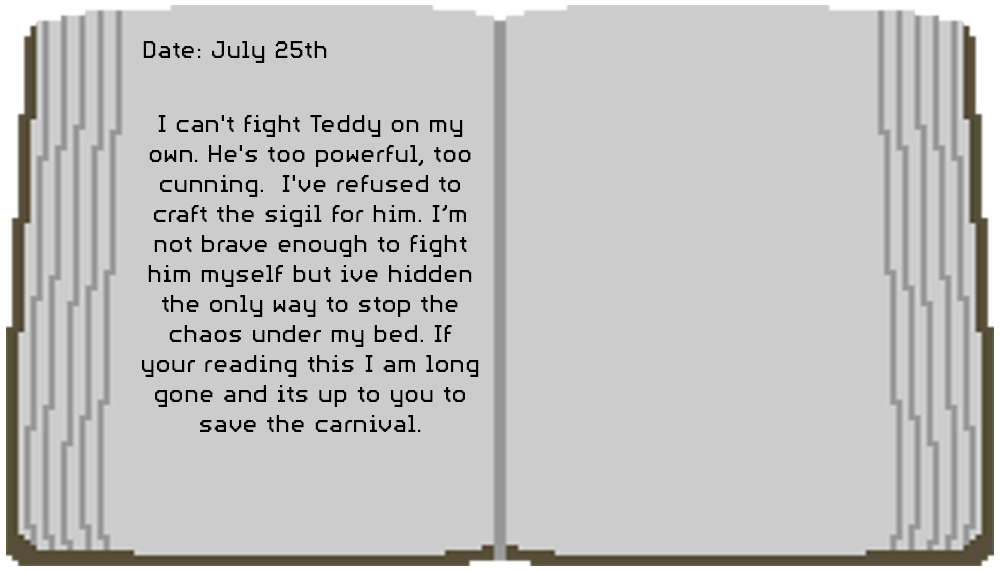 Date: July 25th
I can't fight Teddy on my
own. He's too powerful, too
cunning.  I've refused to
craft the sigil for him. I’m
not brave enough to fight
him myself but ive hidden
the only way to stop the
chaos under my bed. If
your reading this I am long
gone and its up to you to
save the carnival.